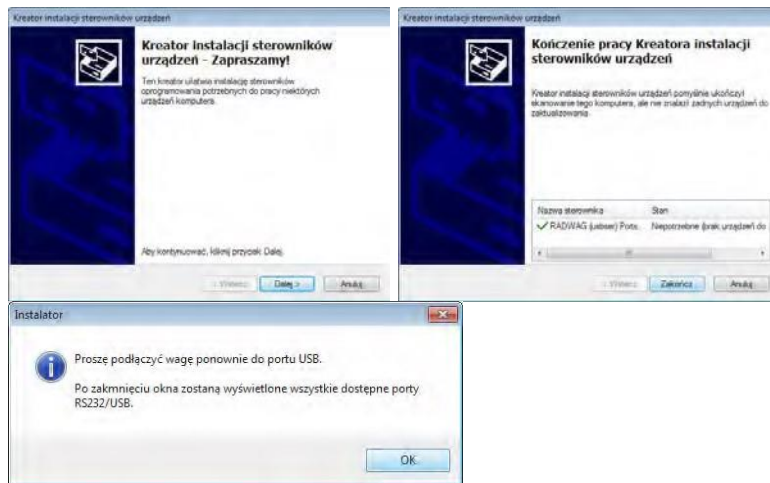 Kreator instalacji sterowników urządzeń
Kreator instalacji sterowników
urządzeń - Zapraszamy!
Ten kreator ułatwia instalację sterowników
oprogramowania potrzebnych do pracy niektórych
urządzeń komputera.
Aby kontynuować, kliknij przycisk Dalej.
< Wstecz
Dalej >
Anuluj
Kreator instalacji sterowników urządzeń
Kończenie pracy Kreatora instalacji
sterowników urządzeń
Kreator instalacji sterowników urządzeń pomyślnie ukończył
skanowanie tego komputera, ale nie znalazł żadnych urządzeń do
zaktualizowania.
Nazwa sterownika Stan
RADWAG (usbser) Ports Niepotrzebne (brak urządzeń do
< Wstecz
Zakończ
Anuluj
Instalator
Proszę podłączyć wagę ponownie do portu USB.
Po zakmnięciu okna zostaną wyświetlone wszystkie dostępne porty
RS232/USB.
OK